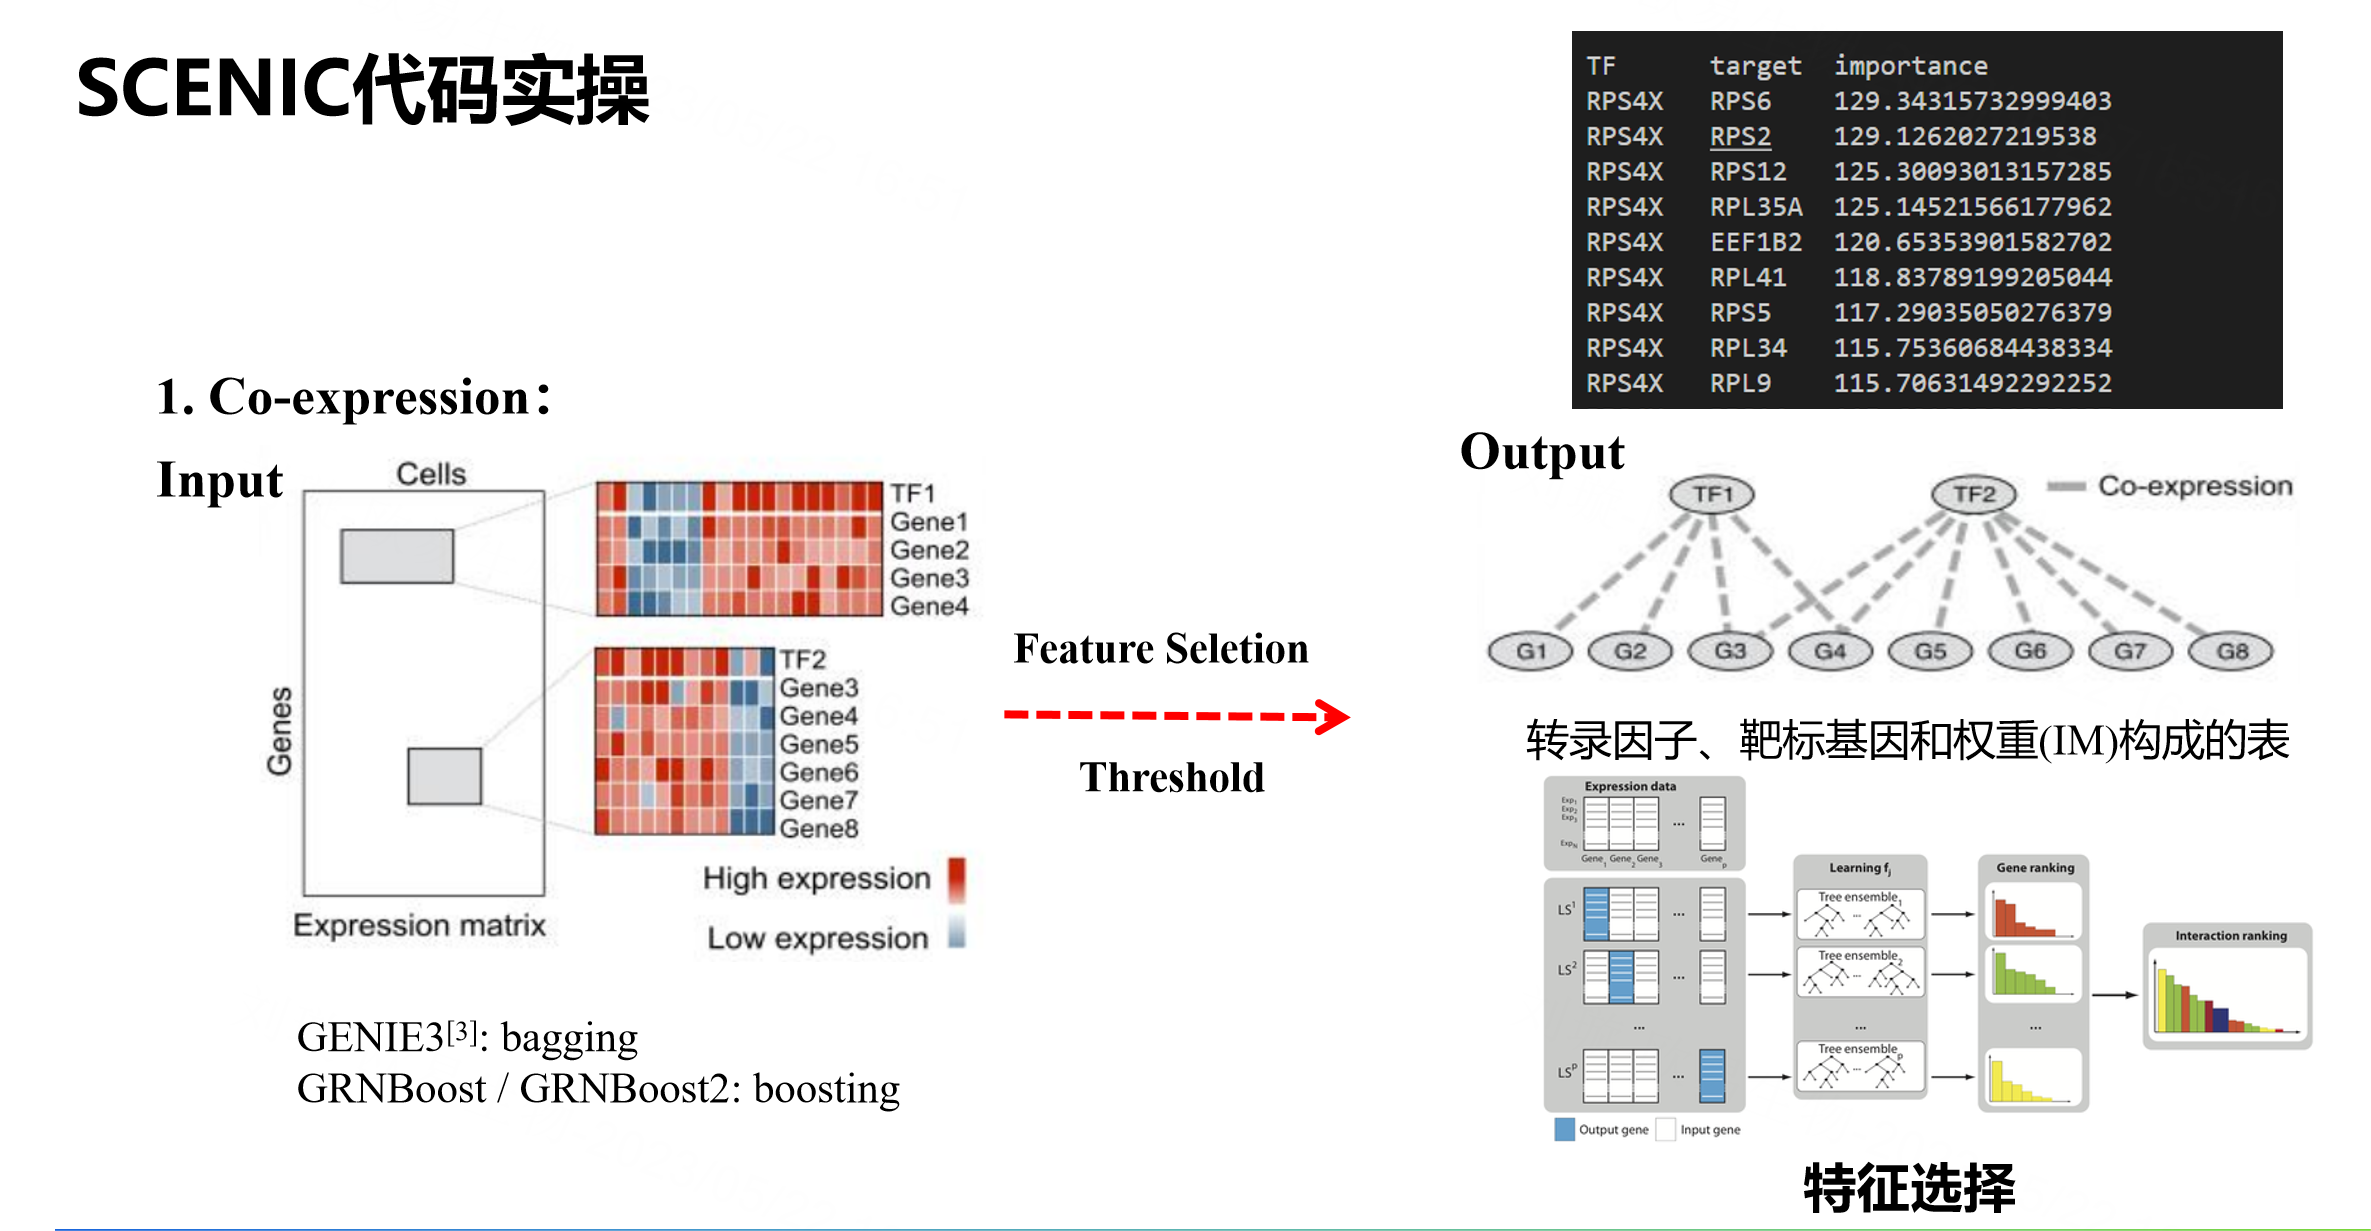 SCENIC代码实操
TF target importance
RPS4X RPS6 129.34315732999403
RPS4X RPS2 129.1262027219538
RPS4X RPS12 125.30093013157285
RPS4X RPL35A 125.14521566177962
RPS4X EEF1B2 120.65353901582702
RPS4X RPL41 118.83789199205044
RPS4X RPS5 117.29035050276379
RPS4X RPL34 115.75360684438334
RPS4X RPL9 115.70631492292252
1. Co-expression：
Input
Cells
Genes
Expression matrix
TF1
Gene1
Gene2
Gene3
Gene4
TF2
Gene3
Gene4
Gene5
Gene6
Gene7
Gene8
High expression
Low expression
GENIE3[3]: bagging
GRNBoost / GRNBoost2: boosting
Feature Seletion
Threshold
Output
TF1 TF2 Co-expression
G1 G2 G3 G4 G5 G6 G7 G8
转录因子、靶标基因和权重(IM)构成的表
Expression data
Exp1
Exp2
Exp3
ExpN
Gene1 Gene2 Gene3 ... Genep
LS1 ...
LS2 ...
...
LSp ...
Output gene Input gene
Learning fj
Tree ensemble1
...
Tree ensemble2
...
...
Tree ensemblep
...
Gene ranking
...
Interaction ranking
特征选择